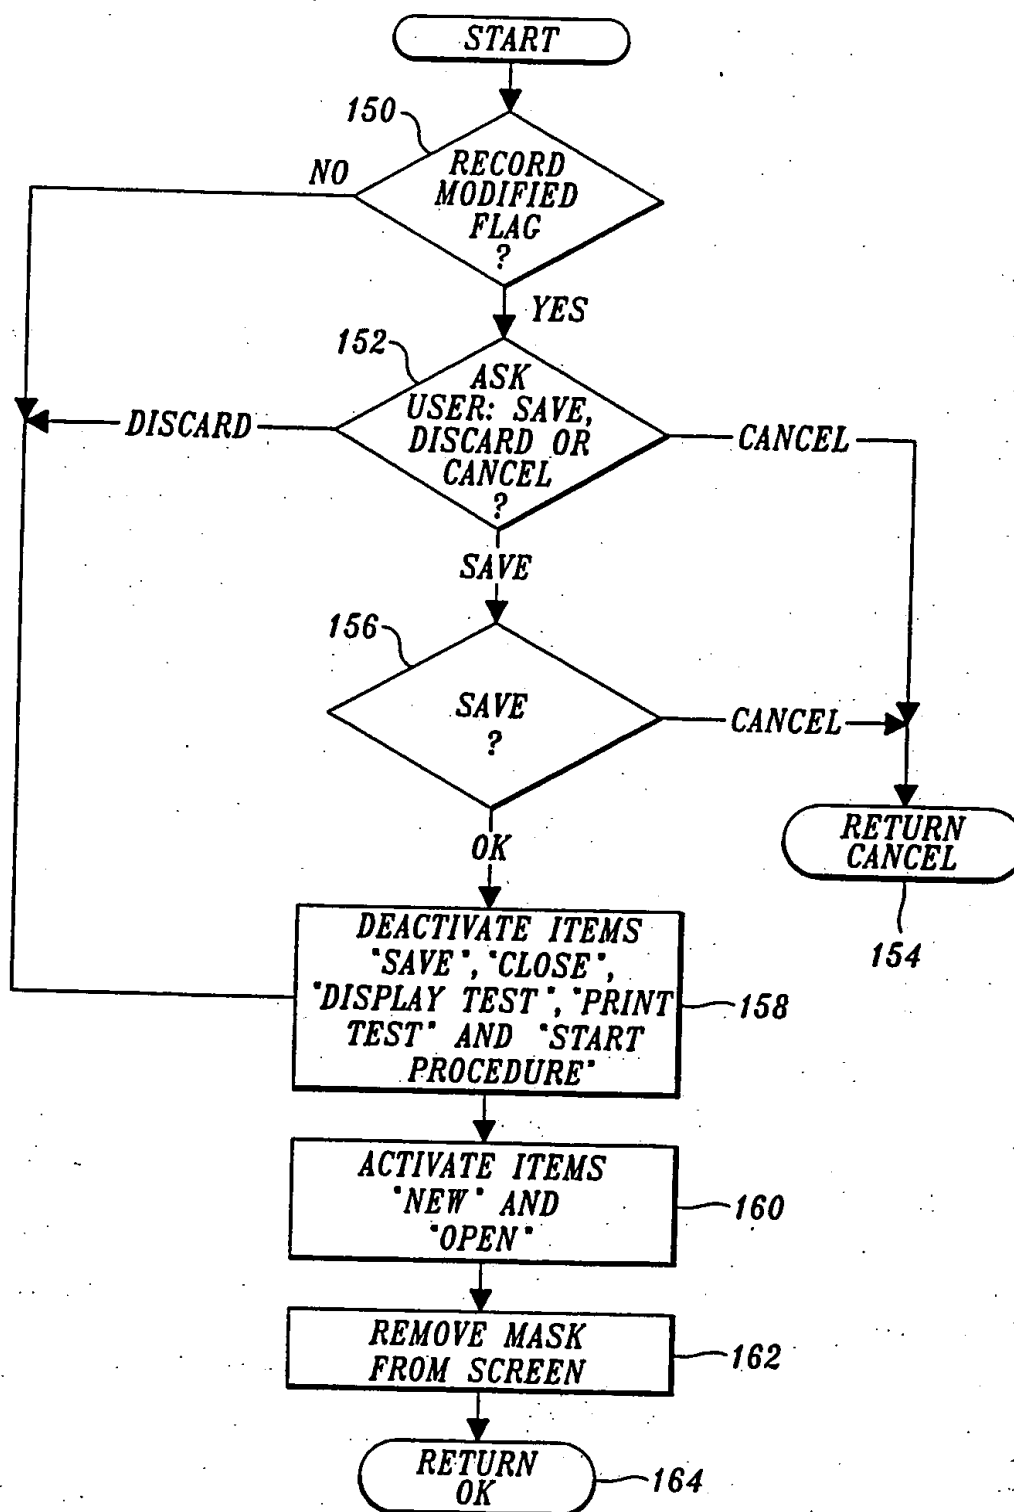 START
150
RECORD
MODIFIED
FLAG
?
NO
YES
152
ASK
USER: SAVE,
DISCARD OR
CANCEL
?
DISCARD
CANCEL
SAVE
156
SAVE
?
CANCEL
OK
RETURN
CANCEL
154
DEACTIVATE ITEMS
"SAVE", "CLOSE",
"DISPLAY TEST", "PRINT
TEST" AND "START
PROCEDURE"
158
ACTIVATE ITEMS
"NEW" AND
"OPEN"
160
REMOVE MASK
FROM SCREEN
162
RETURN
OK
164